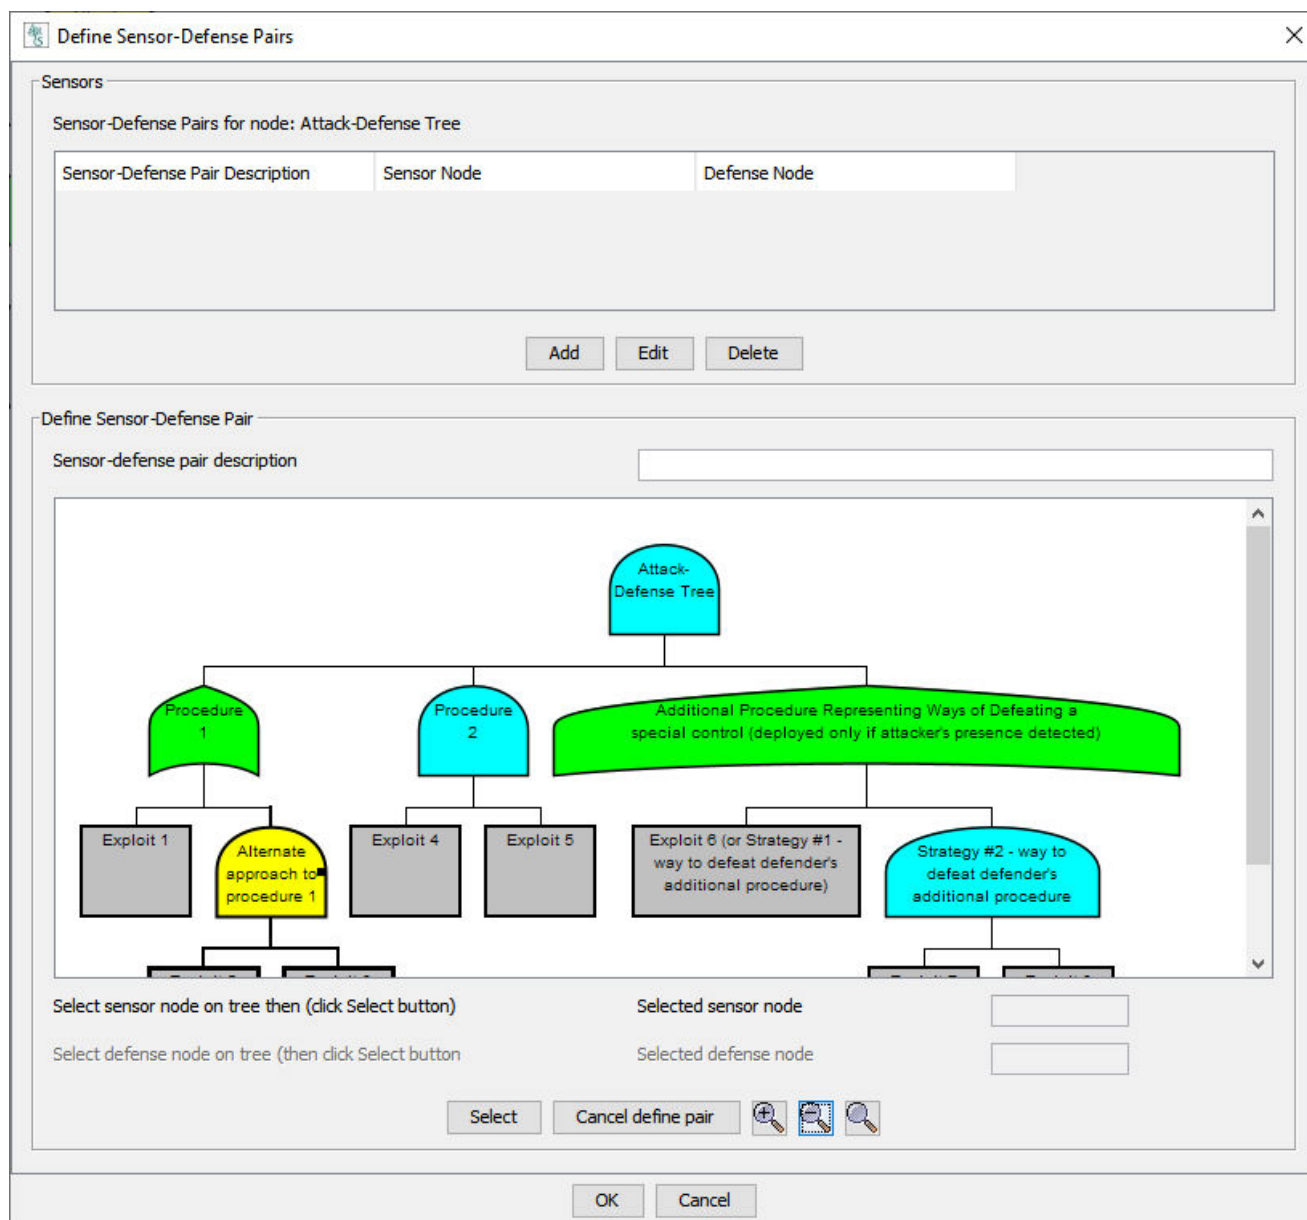 Define Sensor-Defense Pairs
Sensors
Sensor-Defense Pairs for node: Attack-Defense Tree
Sensor-Defense Pair Description
Sensor Node
Defense Node
Add
Edit
Delete
Define Sensor-Defense Pair
Sensor-defense pair description
Attack-
Defense Tree
Procedure
1
Procedure
2
Additional Procedure Representing Ways of Defeating a
special control (deployed only if attacker's presence detected)
Exploit 1
Alternate
approach to
procedure 1
Exploit 4
Exploit 5
Exploit 6 (or Strategy #1 -
way to defeat defender's
additional procedure)
Strategy #2 - way to
defeat defender's
additional procedure
Select sensor node on tree then (click Select button)
Selected sensor node
Select defense node on tree (then click Select button
Selected defense node
Select
Cancel define pair
OK
Cancel